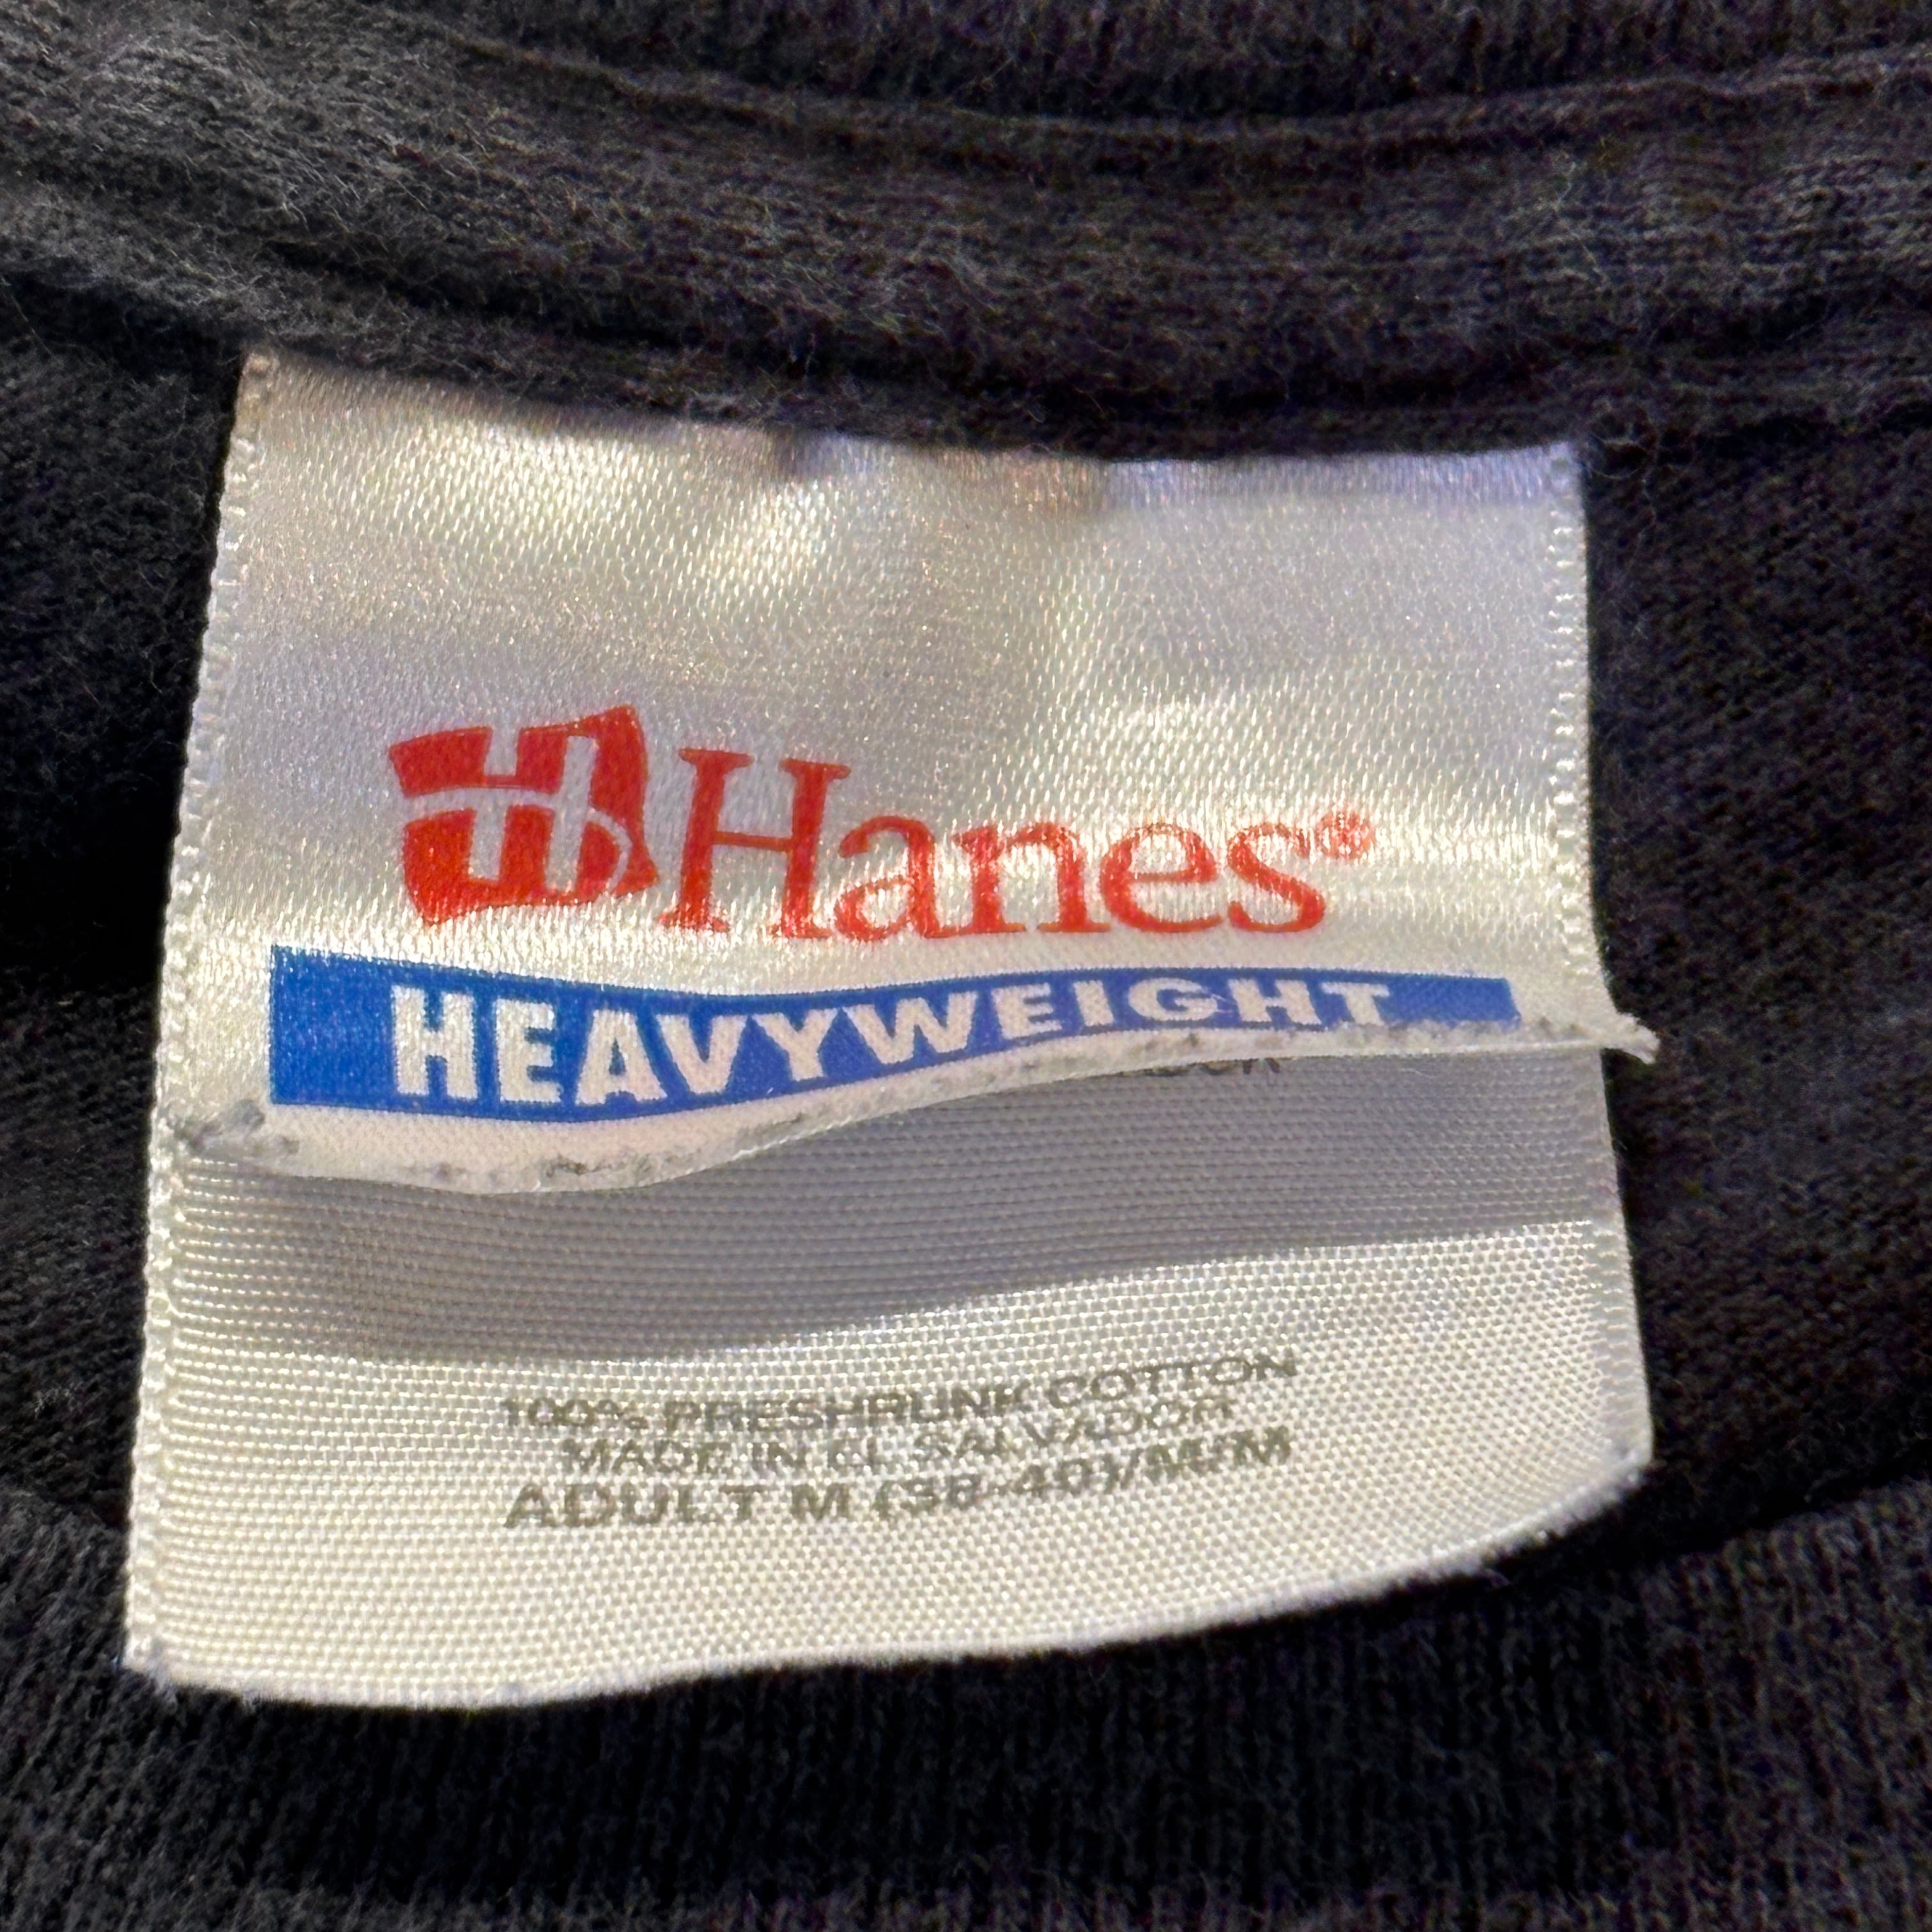 Hanes®
HEAVYWEIGHT
100% PRESHRUNK COTTON
MADE IN EL SALVADOR
ADULT M (38-40)/M/M